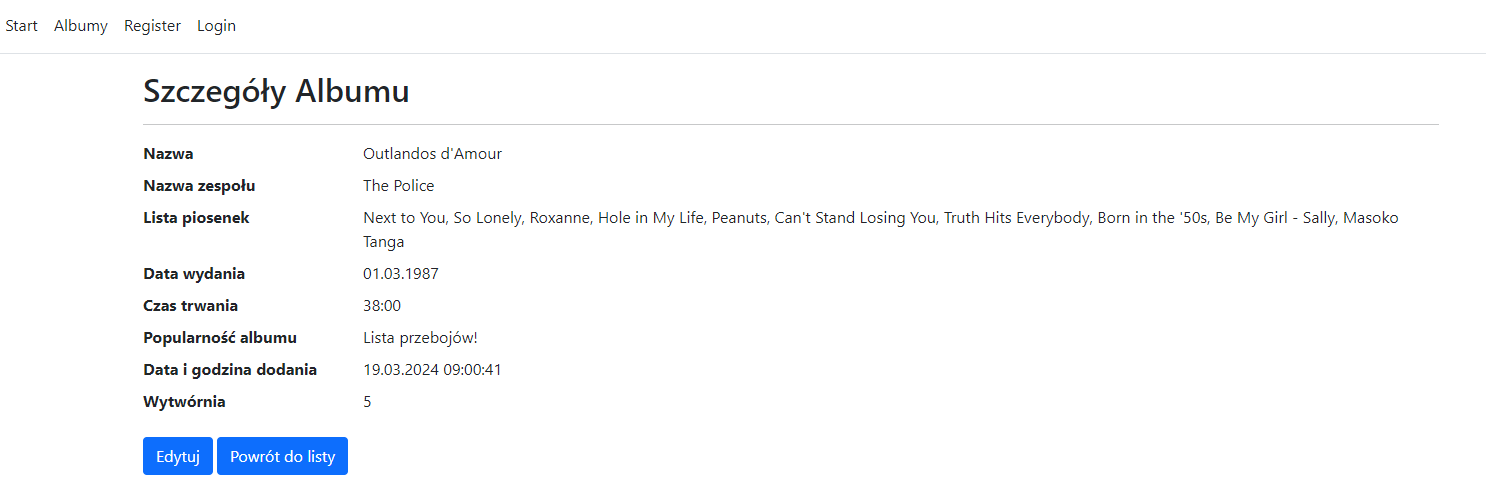 Start Albumy Register Login
Szczegóły Albumu
Nazwa Outlandos d'Amour
Nazwa zespołu The Police
Lista piosenek Next to You, So Lonely, Roxanne, Hole in My Life, Peanuts, Can't Stand Losing You, Truth Hits Everybody, Born in the '50s, Be My Girl - Sally, Masoko
Tanga
Data wydania 01.03.1987
Czas trwania 38:00
Popularność albumu Lista przebojów!
Data i godzina dodania 19.03.2024 09:00:41
Wytwórnia 5
Edytuj Powrót do listy